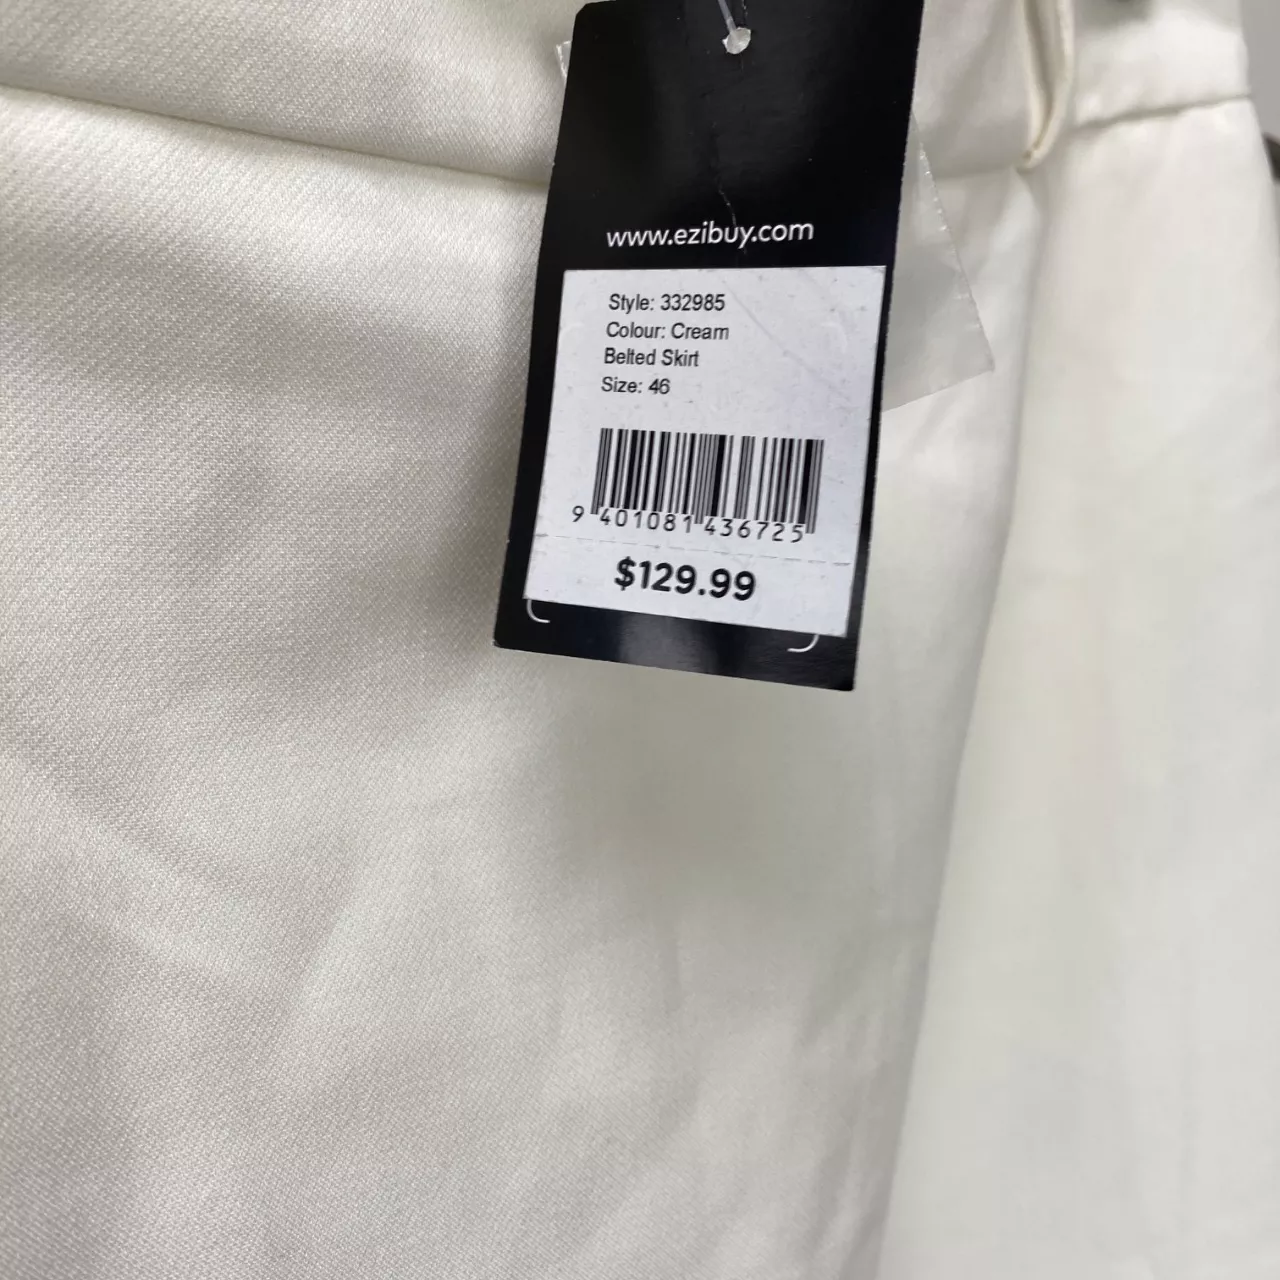 www.ezibuy.com
Style: 332985
Colour: Cream
Belted Skirt
Size: 46
9 401081 436725
$129.99